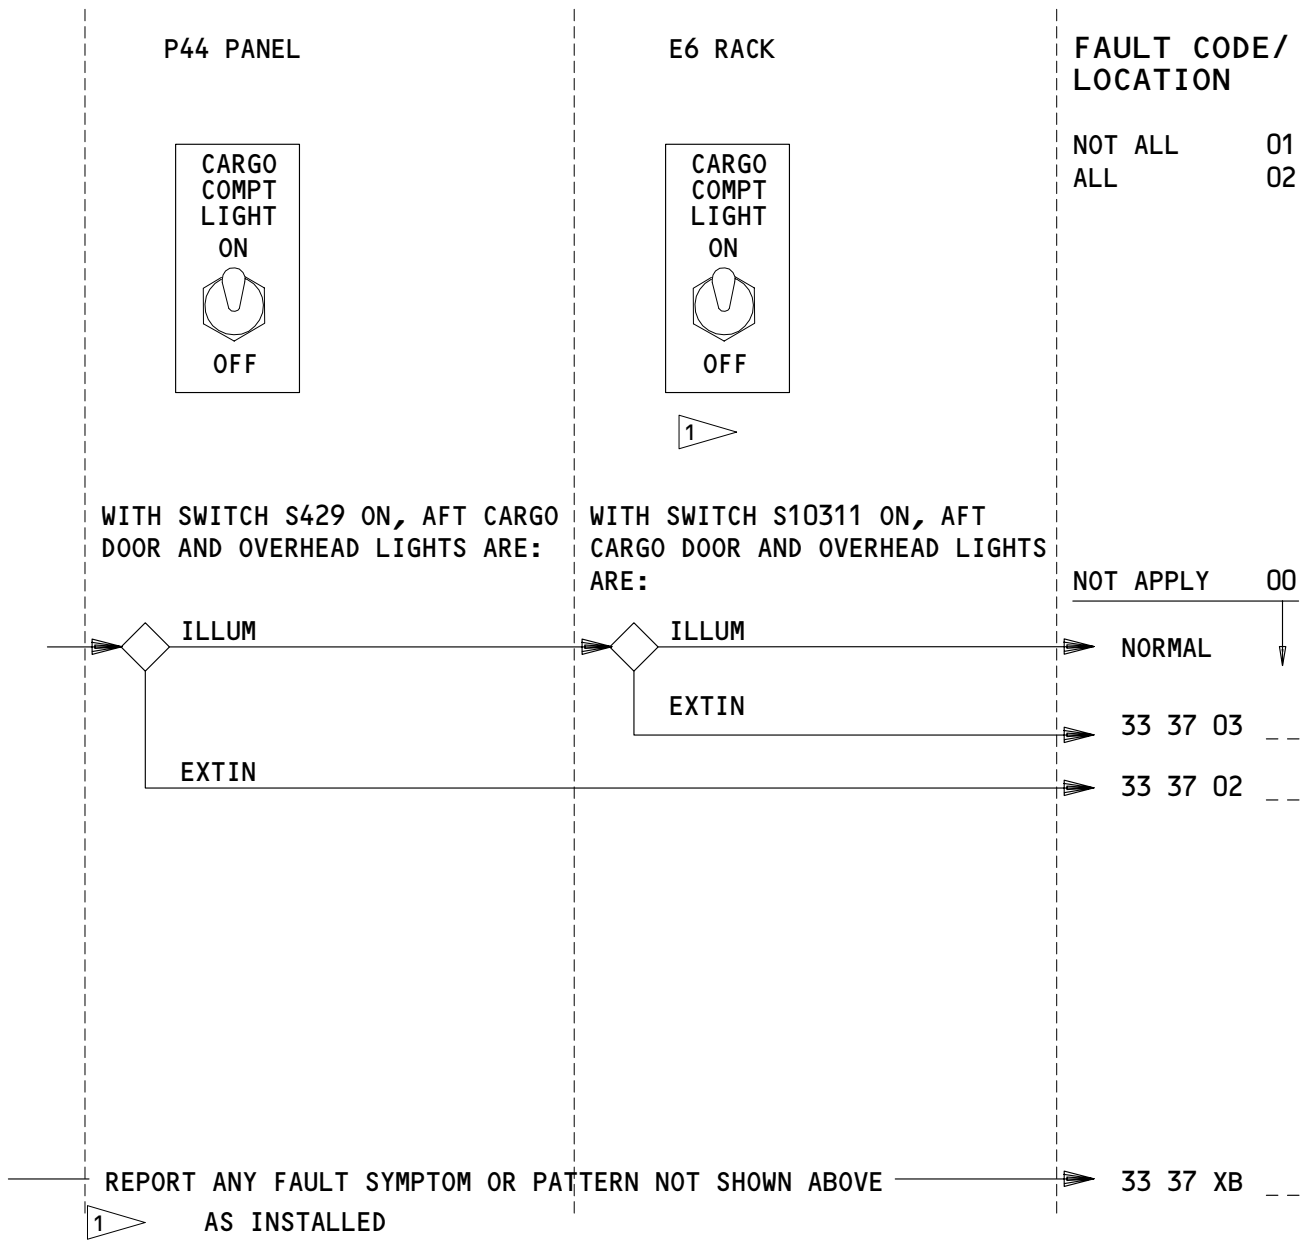 P44 PANEL
E6 RACK
FAULT CODE/
LOCATION
NOT ALL 01
ALL 02
CARGO
COMPT
LIGHT
ON
OFF
CARGO
COMPT
LIGHT
ON
OFF
1
WITH SWITCH S429 ON, AFT CARGO
DOOR AND OVERHEAD LIGHTS ARE:
WITH SWITCH S10311 ON, AFT
CARGO DOOR AND OVERHEAD LIGHTS
ARE:
NOT APPLY 00
ILLUM
ILLUM
NORMAL
EXTIN
33 37 03 _ _
EXTIN
33 37 02 _ _
REPORT ANY FAULT SYMPTOM OR PATTERN NOT SHOWN ABOVE
33 37 XB _ _
1 AS INSTALLED